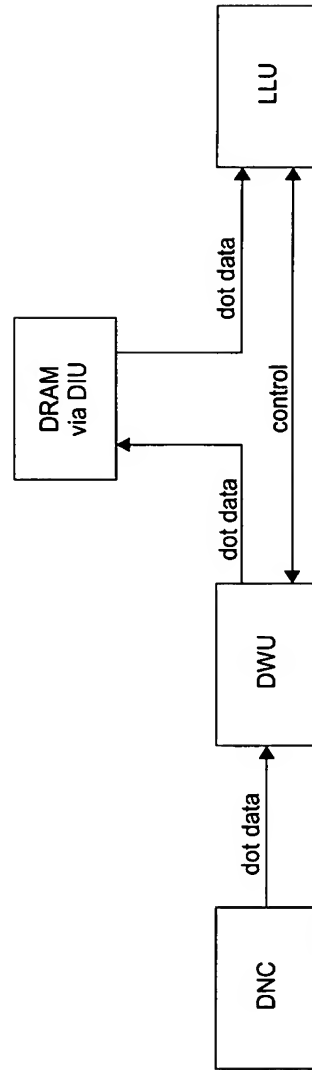 DRAM
via DIU
LLU
dot data
dot data
control
DWU
dot data
DNC